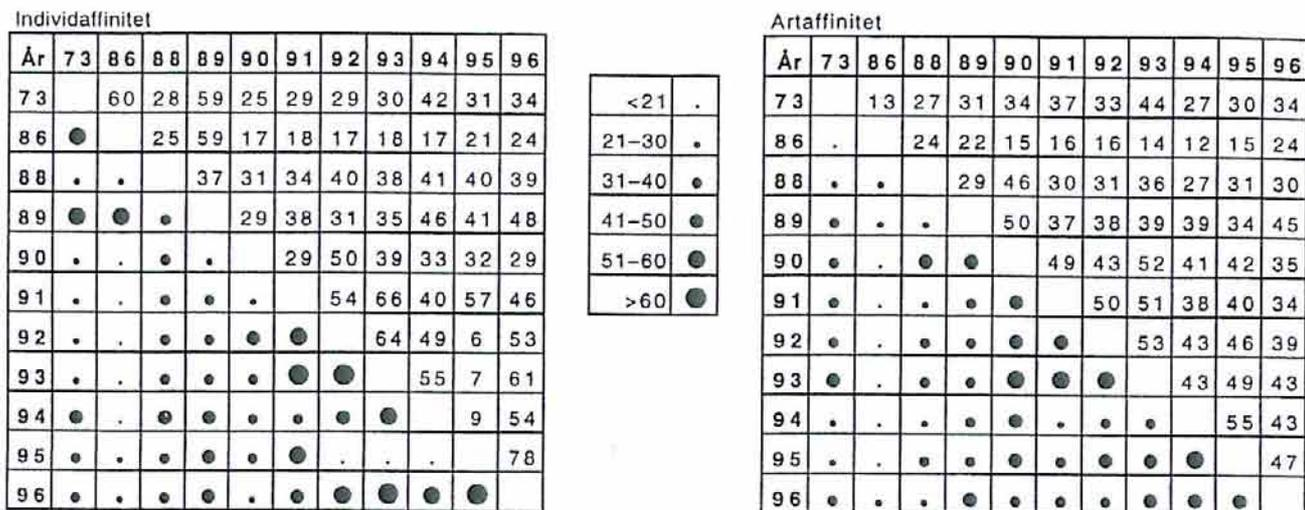 Individaffinitet
År 73 86 88 89 90 91 92 93 94 95 96
73 60 28 59 25 29 29 30 42 31 34
86 25 59 17 18 17 18 17 21 24
88 37 31 34 40 38 41 40 39
89 29 38 31 35 46 41 48
90 29 50 39 33 32 29
91 54 66 40 57 46
92 64 49 6 53
93 55 7 61
94 9 54
95 78
96
<21
21–30
31–40
41–50
51–60
>60
Artaffinitet
År 73 86 88 89 90 91 92 93 94 95 96
73 13 27 31 34 37 33 44 27 30 34
86 24 22 15 16 16 14 12 15 24
88 29 46 30 31 36 27 31 30
89 50 37 38 39 39 34 45
90 49 43 52 41 42 35
91 50 51 38 40 34
92 53 43 46 39
93 43 49 43
94 55 43
95 47
96